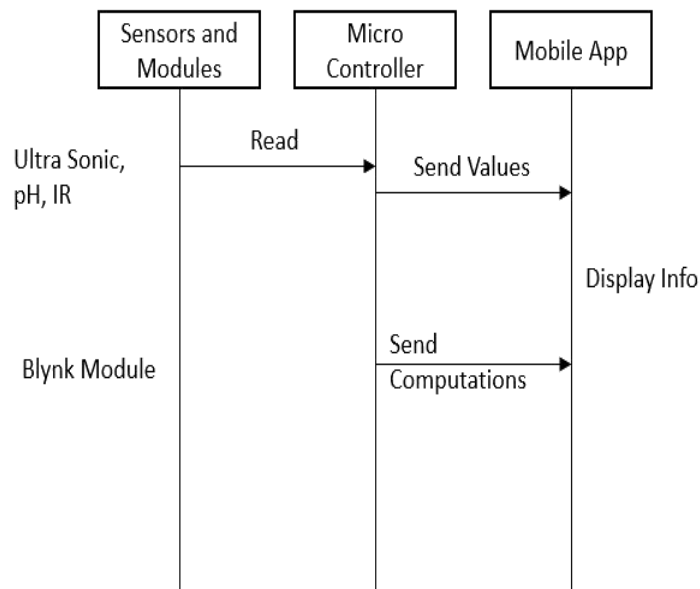 Sensors and
Modules
Micro
Controller
Mobile App
Read
Ultra Sonic,
pH, IR
Send Values
Display Info
Send
Computations
Blynk Module